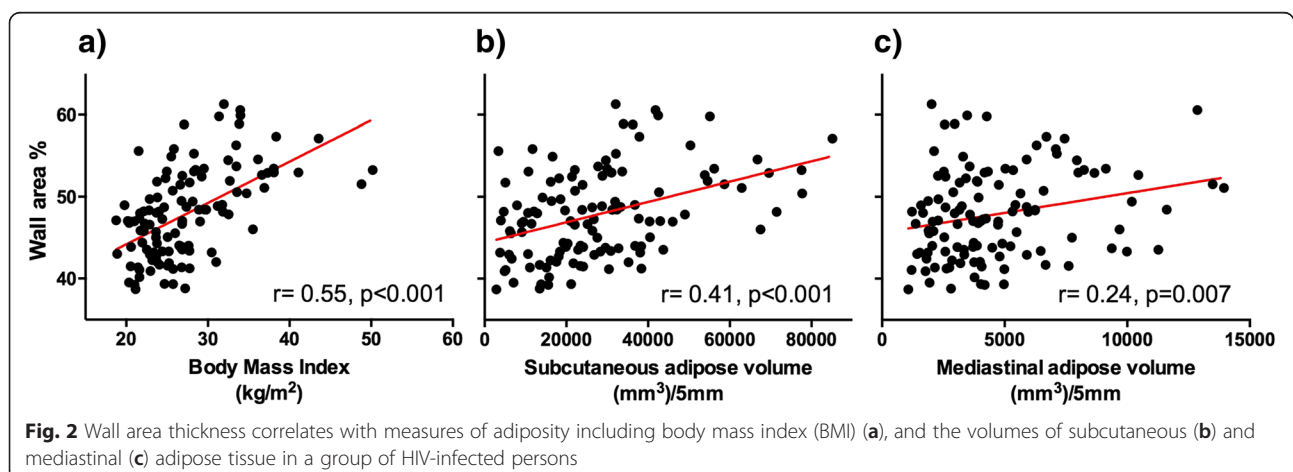 a)
b)
c)
Wall area %
60
50
40
r= 0.55, p<0.001
r= 0.41, p<0.001
r= 0.24, p=0.007
20 30 40 50 60
0 20000 40000 60000 80000
0 5000 10000 15000
Body Mass Index
(kg/m²)
Subcutaneous adipose volume
(mm³)/5mm
Mediastinal adipose volume
(mm³)/5mm
Fig. 2 Wall area thickness correlates with measures of adiposity including body mass index (BMI) (a), and the volumes of subcutaneous (b) and
mediastinal (c) adipose tissue in a group of HIV-infected persons